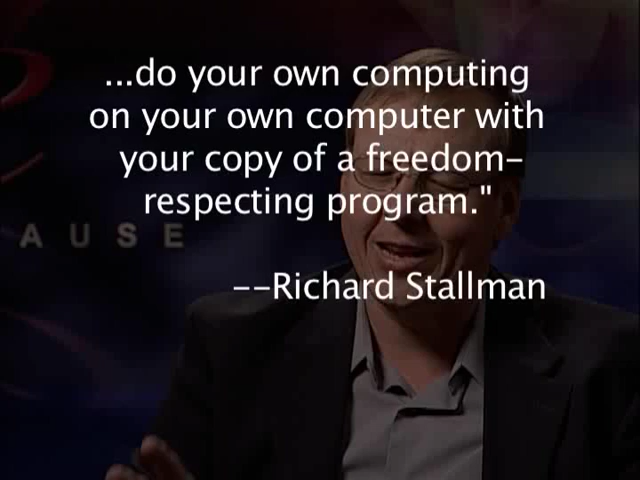 ...do your own computing
on your own computer with
your copy of a freedom-
respecting program."
A U S E
--Richard Stallman